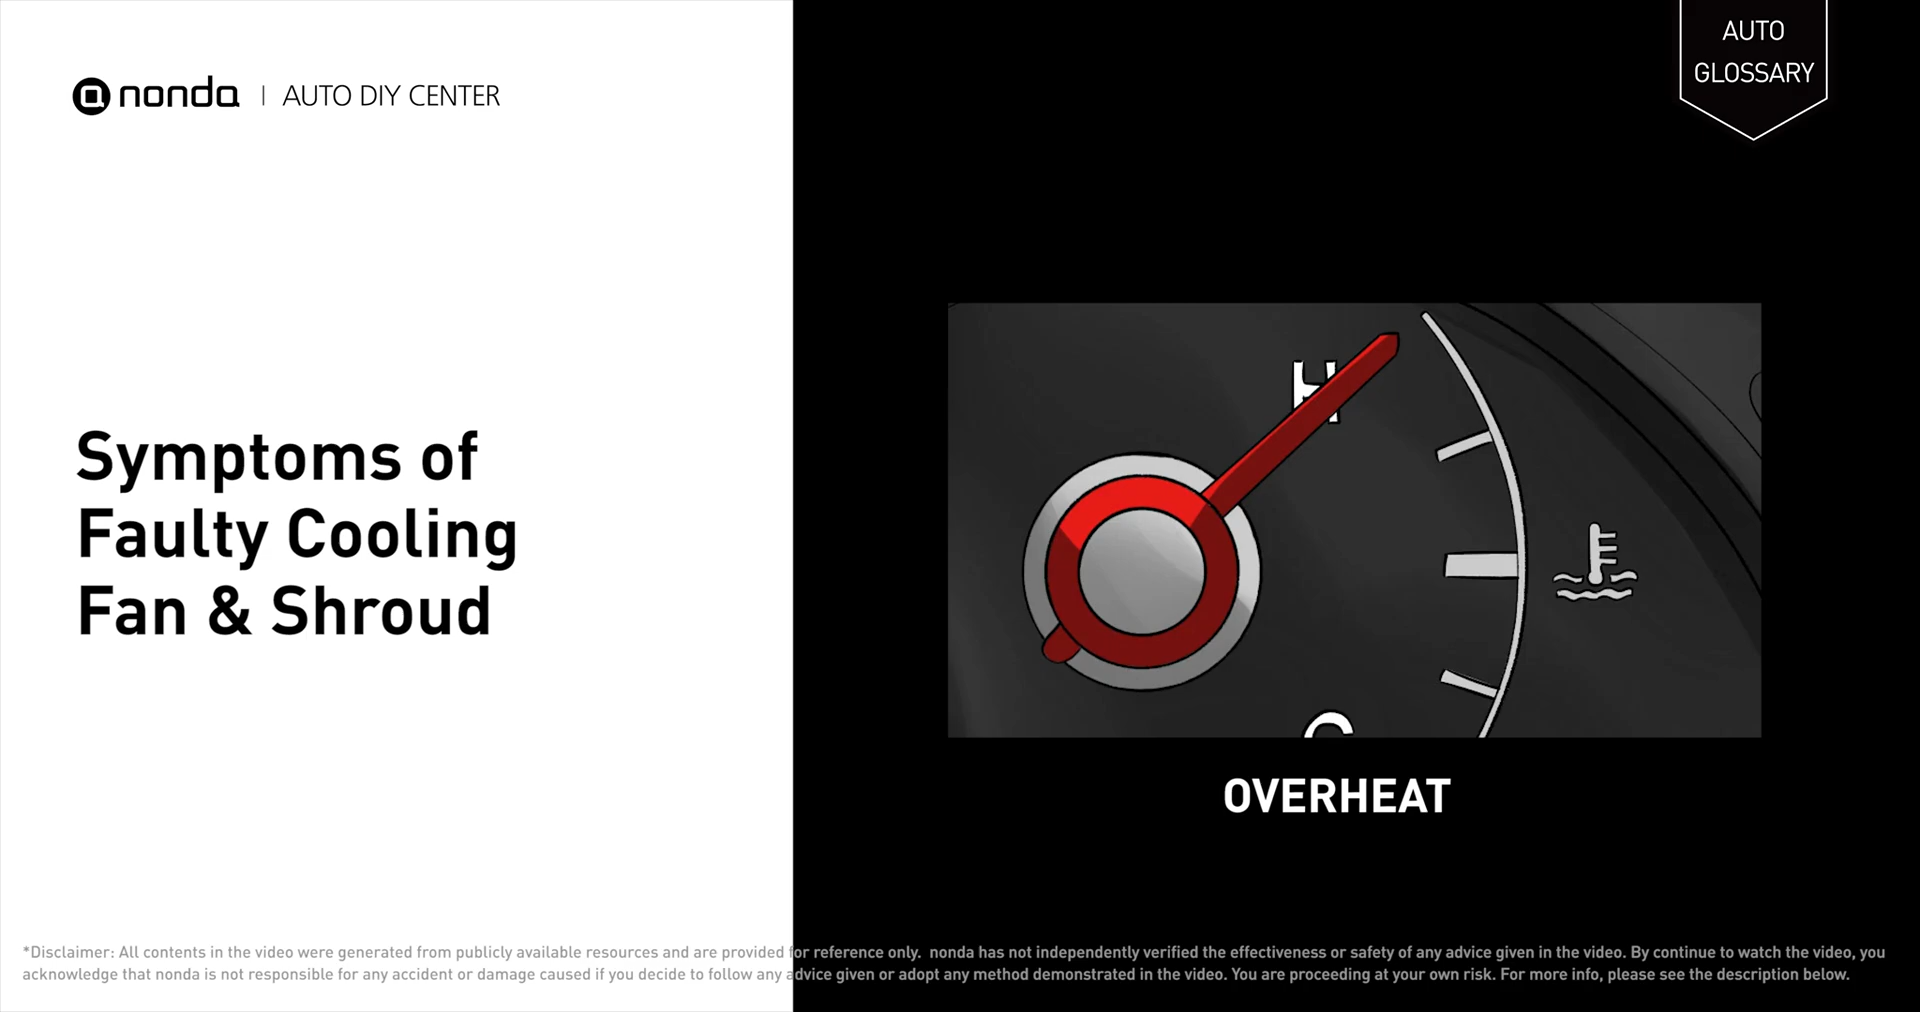 nonda | AUTO DIY CENTER
AUTO
GLOSSARY
Symptoms of
Faulty Cooling
Fan & Shroud
H
C
OVERHEAT
*Disclaimer: All contents in the video were generated from publicly available resources and are provided for reference only. nonda has not independently verified the effectiveness or safety of any advice given in the video. By continue to watch the video, you
acknowledge that nonda is not responsible for any accident or damage caused if you decide to follow any advice given or adopt any method demonstrated in the video. You are proceeding at your own risk. For more info, please see the description below.